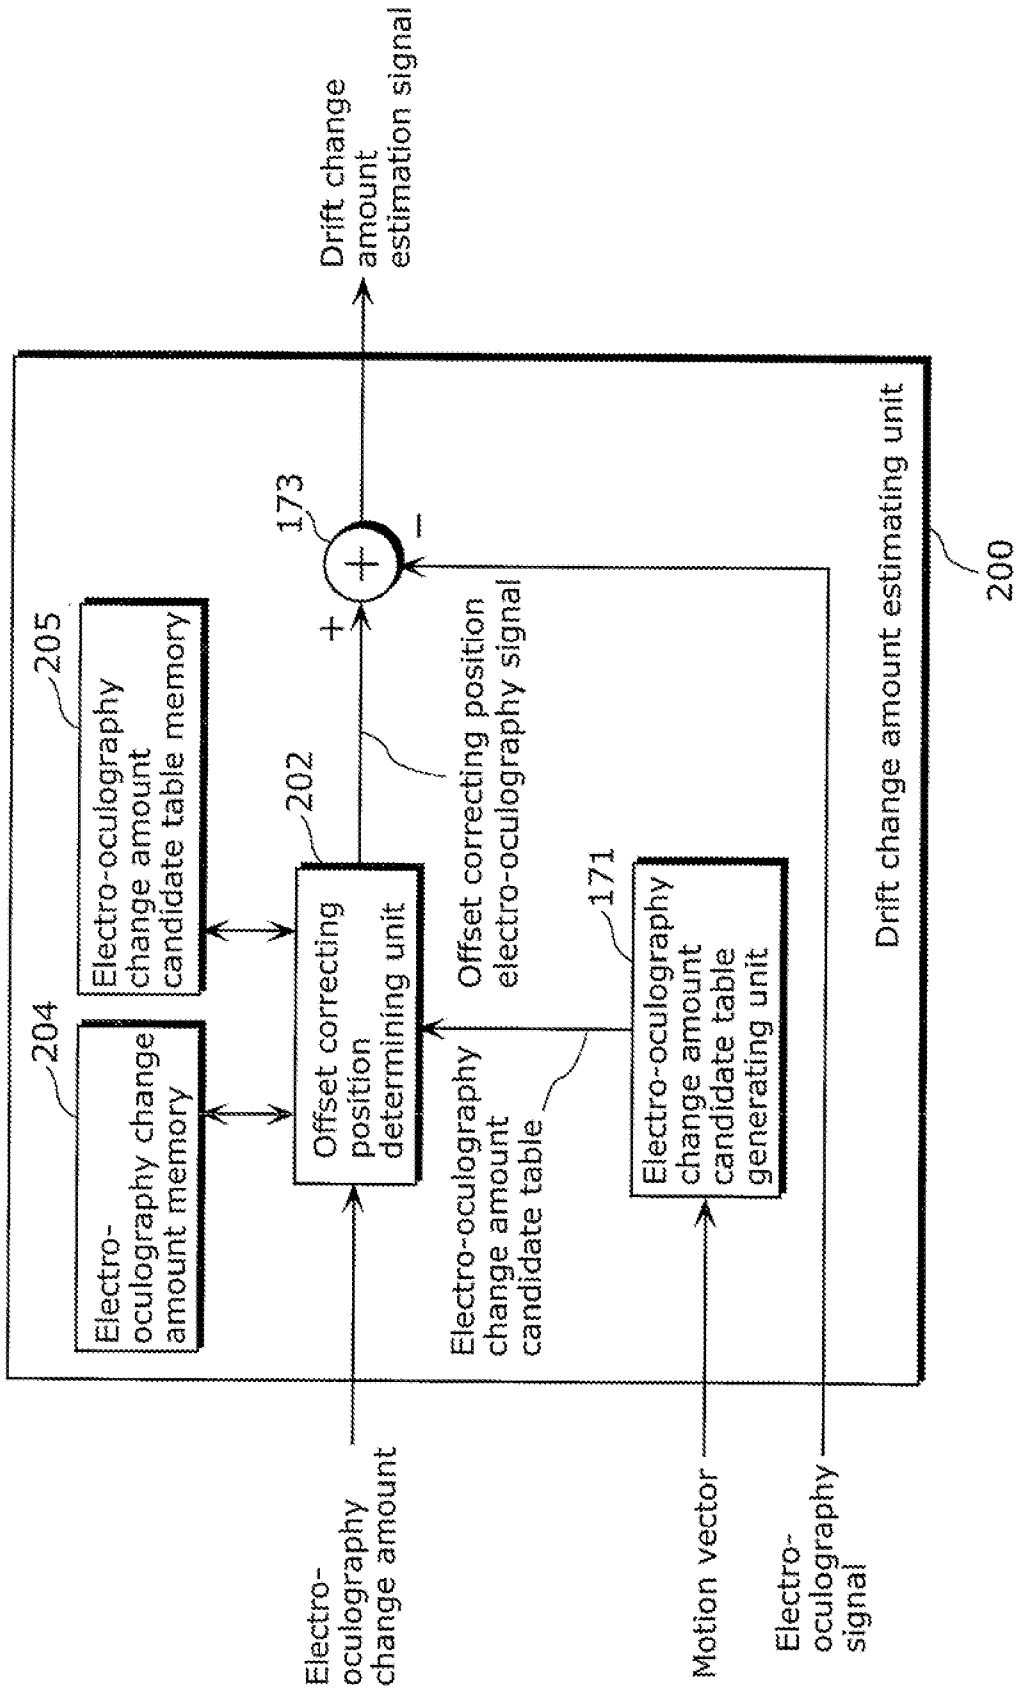 Electro-
oculography change
amount memory
204
Electro-oculography
change amount
candidate table memory
205
Electro-
oculography
change amount
Offset correcting
position
determining unit
202
+
+
173
−
Drift change
amount
estimation signal
Electro-oculography
change amount
candidate table
Offset correcting position
electro-oculography signal
Motion vector
Electro-oculography
change amount
candidate table
generating unit
171
Electro-
oculography
signal
Drift change amount estimating unit
200